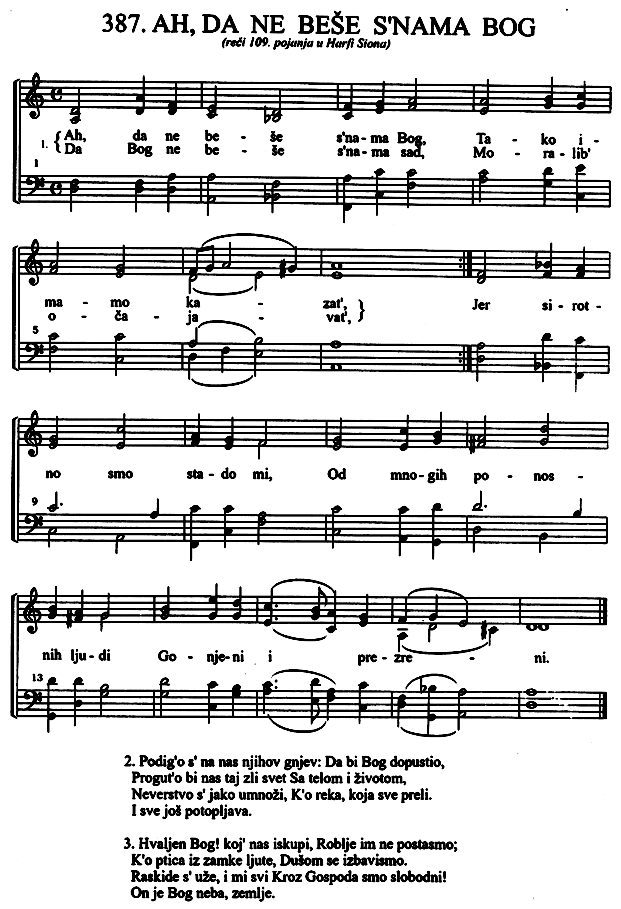 387. AH, DA NE BEŠE S'NAMA BOG
(reči 109. pojanja u Harfi Siona)
1. { Ah, da ne be - še s'na - ma Bog, Ta - ko i -
{ Da Bog ne be - še s'na - ma sad, Mo - ra - lib'
1
ma - mo ka - zat', }
o - ča - ja - vat', }
Jer si - rot -
5
no smo sta - do mi, Od mno - gih po - nos -
9
nih lju - di Go - nje - ni i pre - zre - ni.
13
2. Podig'o s' na nas njihov gnjev: Da bi Bog dopustio,
Progut'o bi nas taj zli svet Sa telom i životom,
Neverstvo s' jako umnoži, K'o reka, koja sve preli.
I sve još potopljava.
3. Hvaljen Bog! koj' nas iskupi, Roblje im ne postasmo;
K'o ptica iz zamke ljute, Dušom se izbavismo.
Raskide s' uže, i mi svi Kroz Gospoda smo slobodni!
On je Bog neba, zemlje.